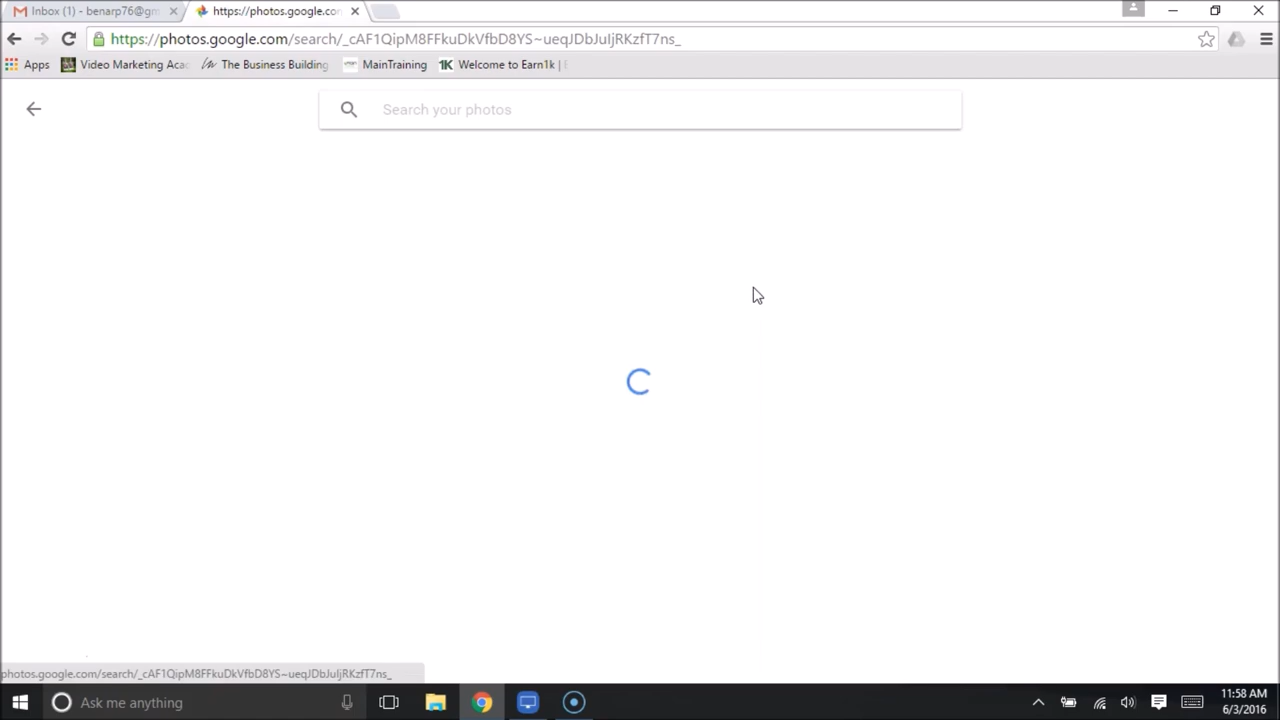 Inbox (1) - benarp76@gm
https://photos.google.con
https://photos.google.com/search/_cAF1QipM8FFkuDkVfbD8YS~ueqJDbJuIjRKzfT7ns_
Apps Video Marketing Aca The Business Building MainTraining 1K Welcome to Earn1k | E
Search your photos
photos.google.com/search/_cAF1QipM8FFkuDkVfbD8YS~ueqJDbJuIjRKzfT7ns_
Ask me anything
11:58 AM
6/3/2016